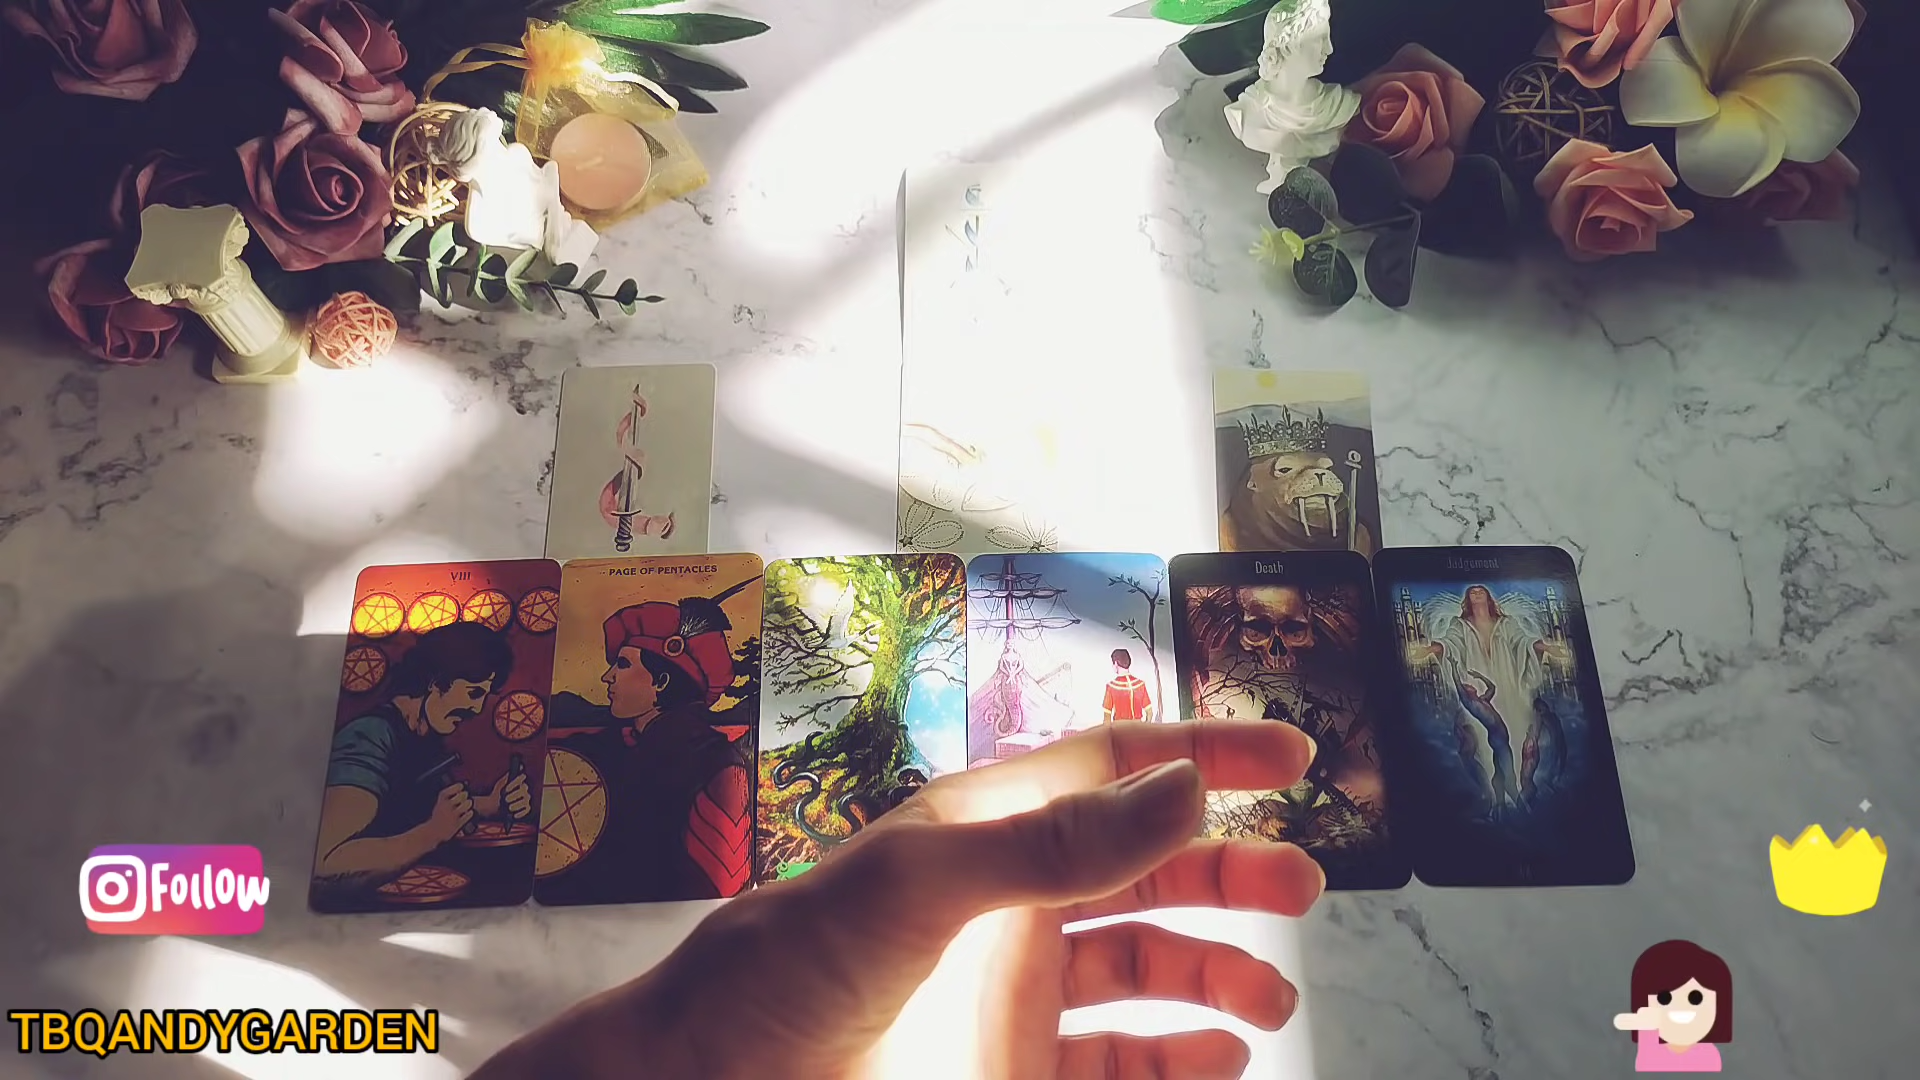 VIII
PAGE OF PENTACLES
Death
Judgement
Follow
TBQANDYGARDEN